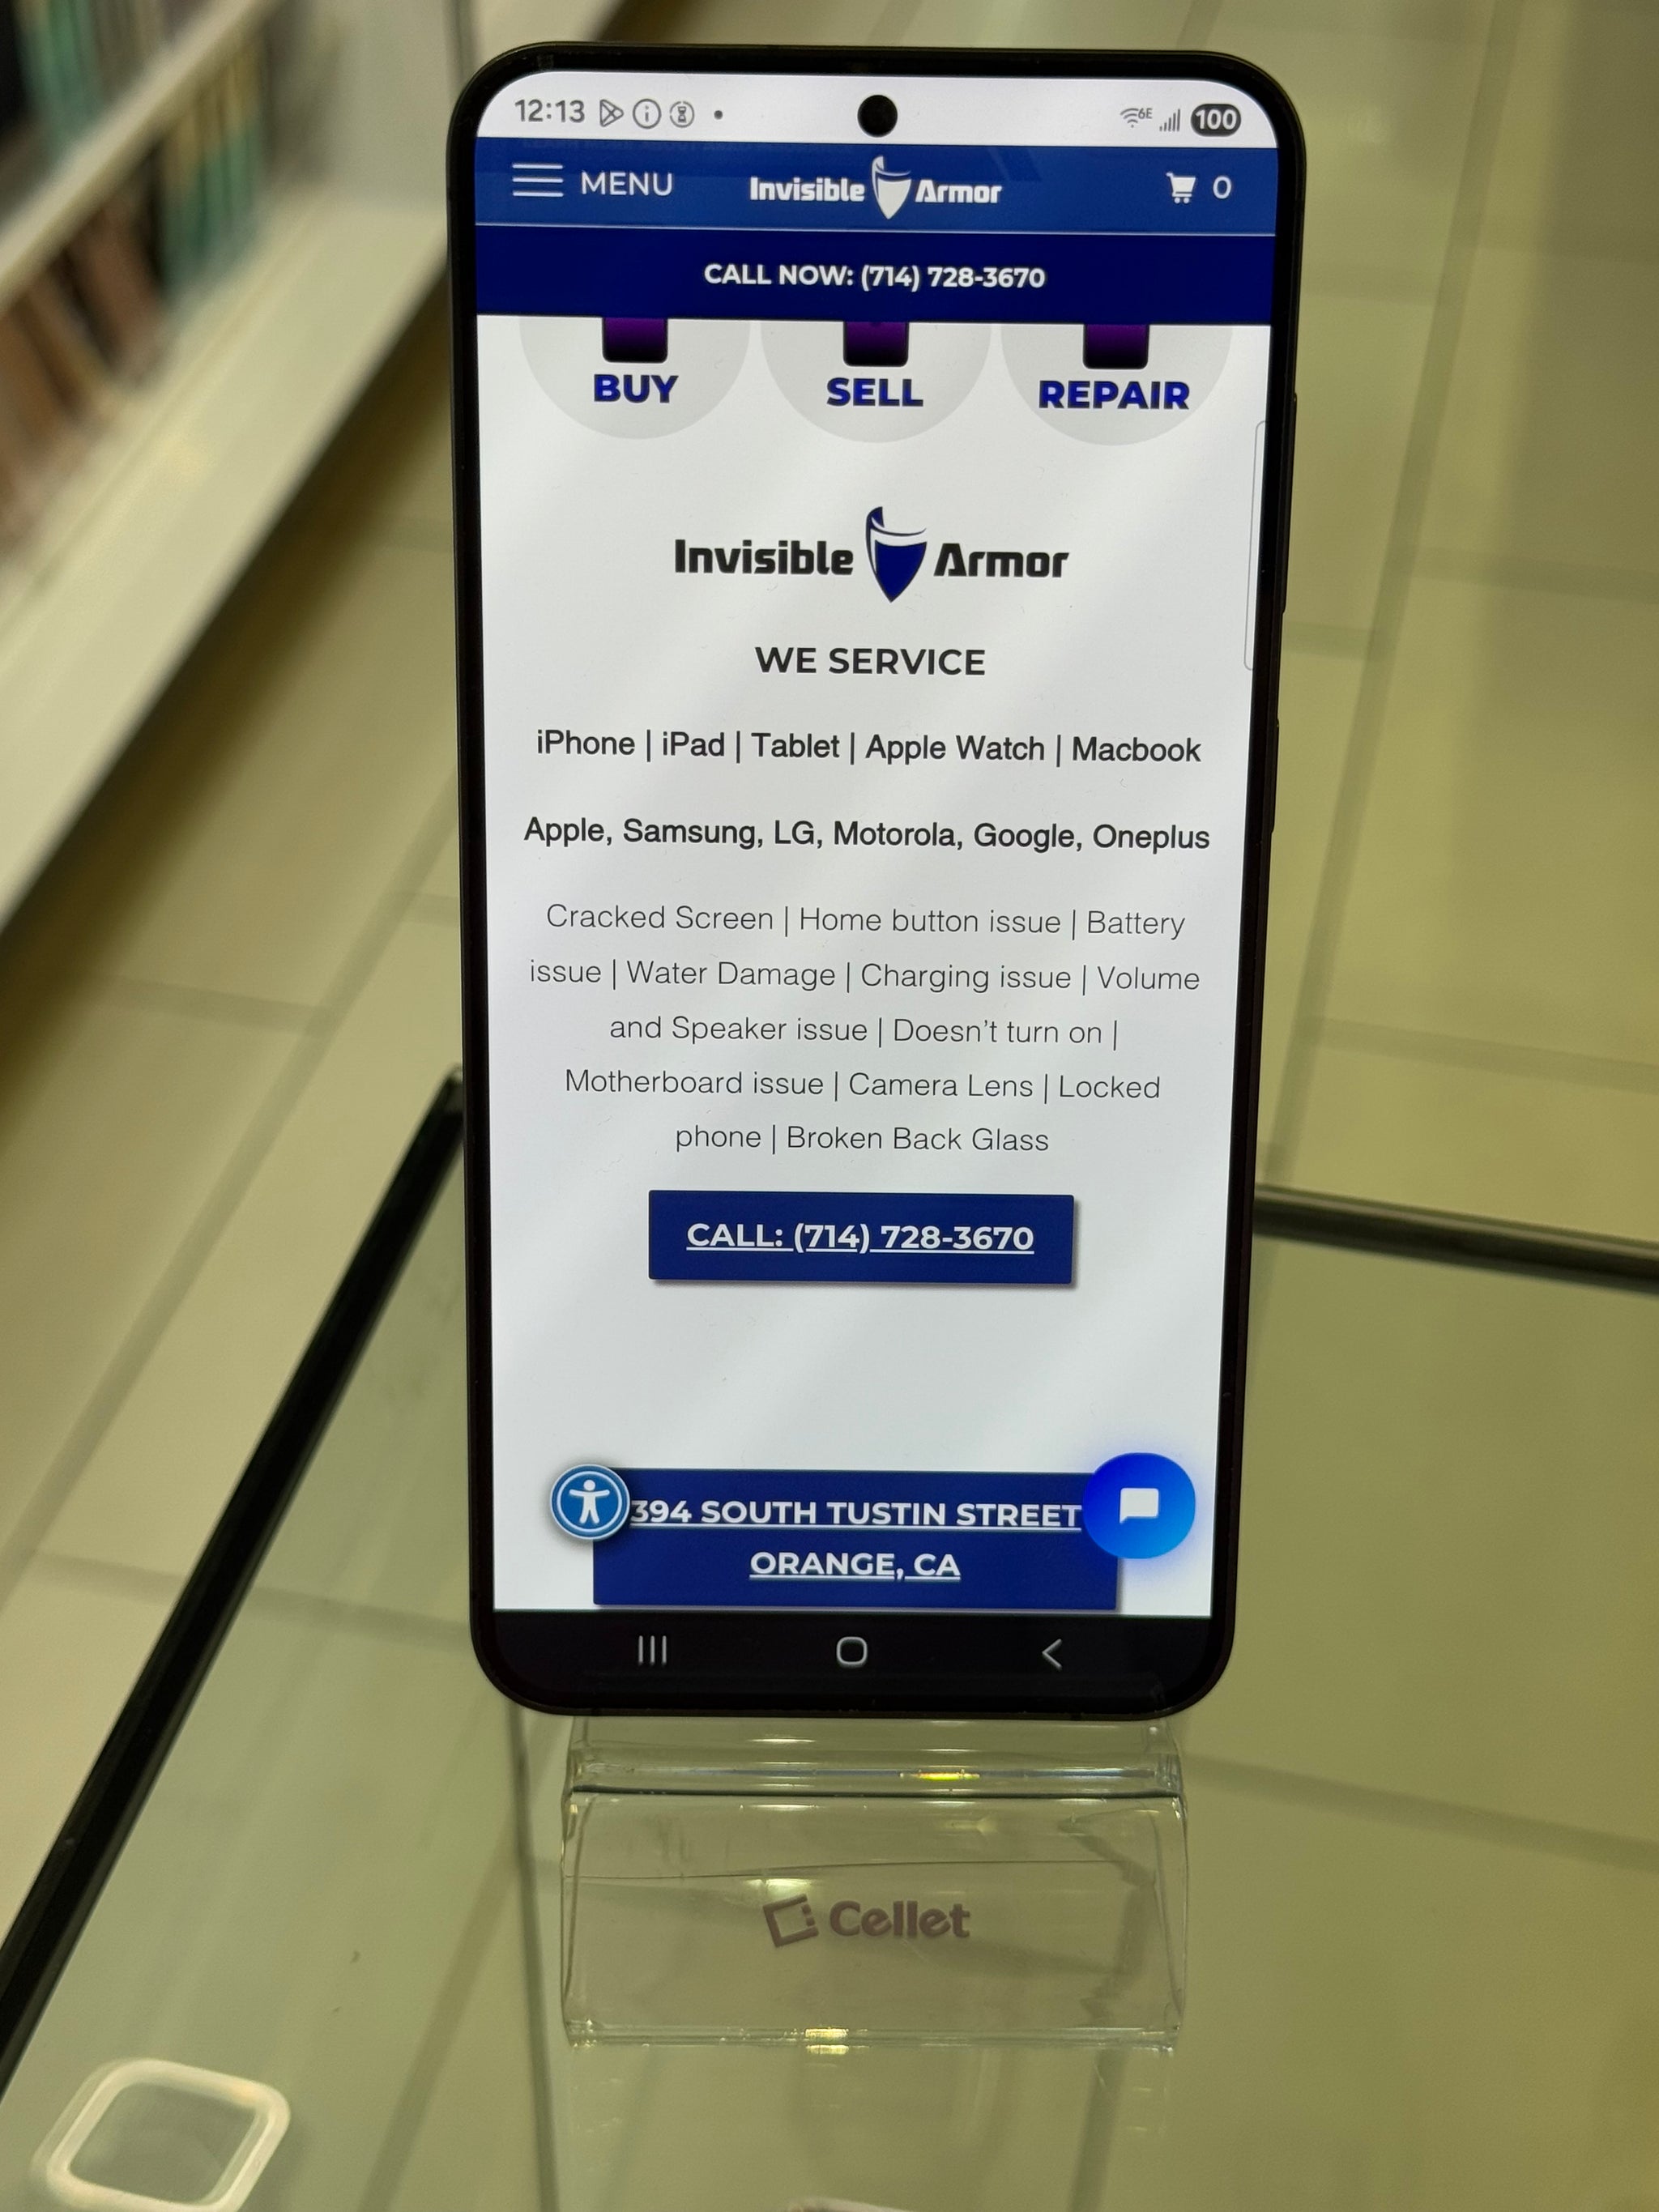 12:13
6E
100
MENU
Invisible Armor
0
CALL NOW: (714) 728-3670
BUY
SELL
REPAIR
Invisible Armor
WE SERVICE
iPhone | iPad | Tablet | Apple Watch | Macbook
Apple, Samsung, LG, Motorola, Google, Oneplus
Cracked Screen | Home button issue | Battery
issue | Water Damage | Charging issue | Volume
and Speaker issue | Doesn't turn on |
Motherboard issue | Camera Lens | Locked
phone | Broken Back Glass
CALL: (714) 728-3670
394 SOUTH TUSTIN STREET
ORANGE, CA
Cellet